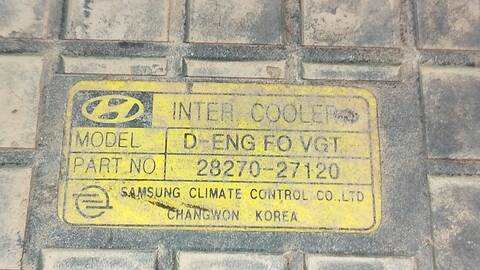 INTER COOLER
MODEL D-ENG FO VGT
PART NO 28270-27120
SAMSUNG CLIMATE CONTROL CO.,LTD
CHANGWON KOREA